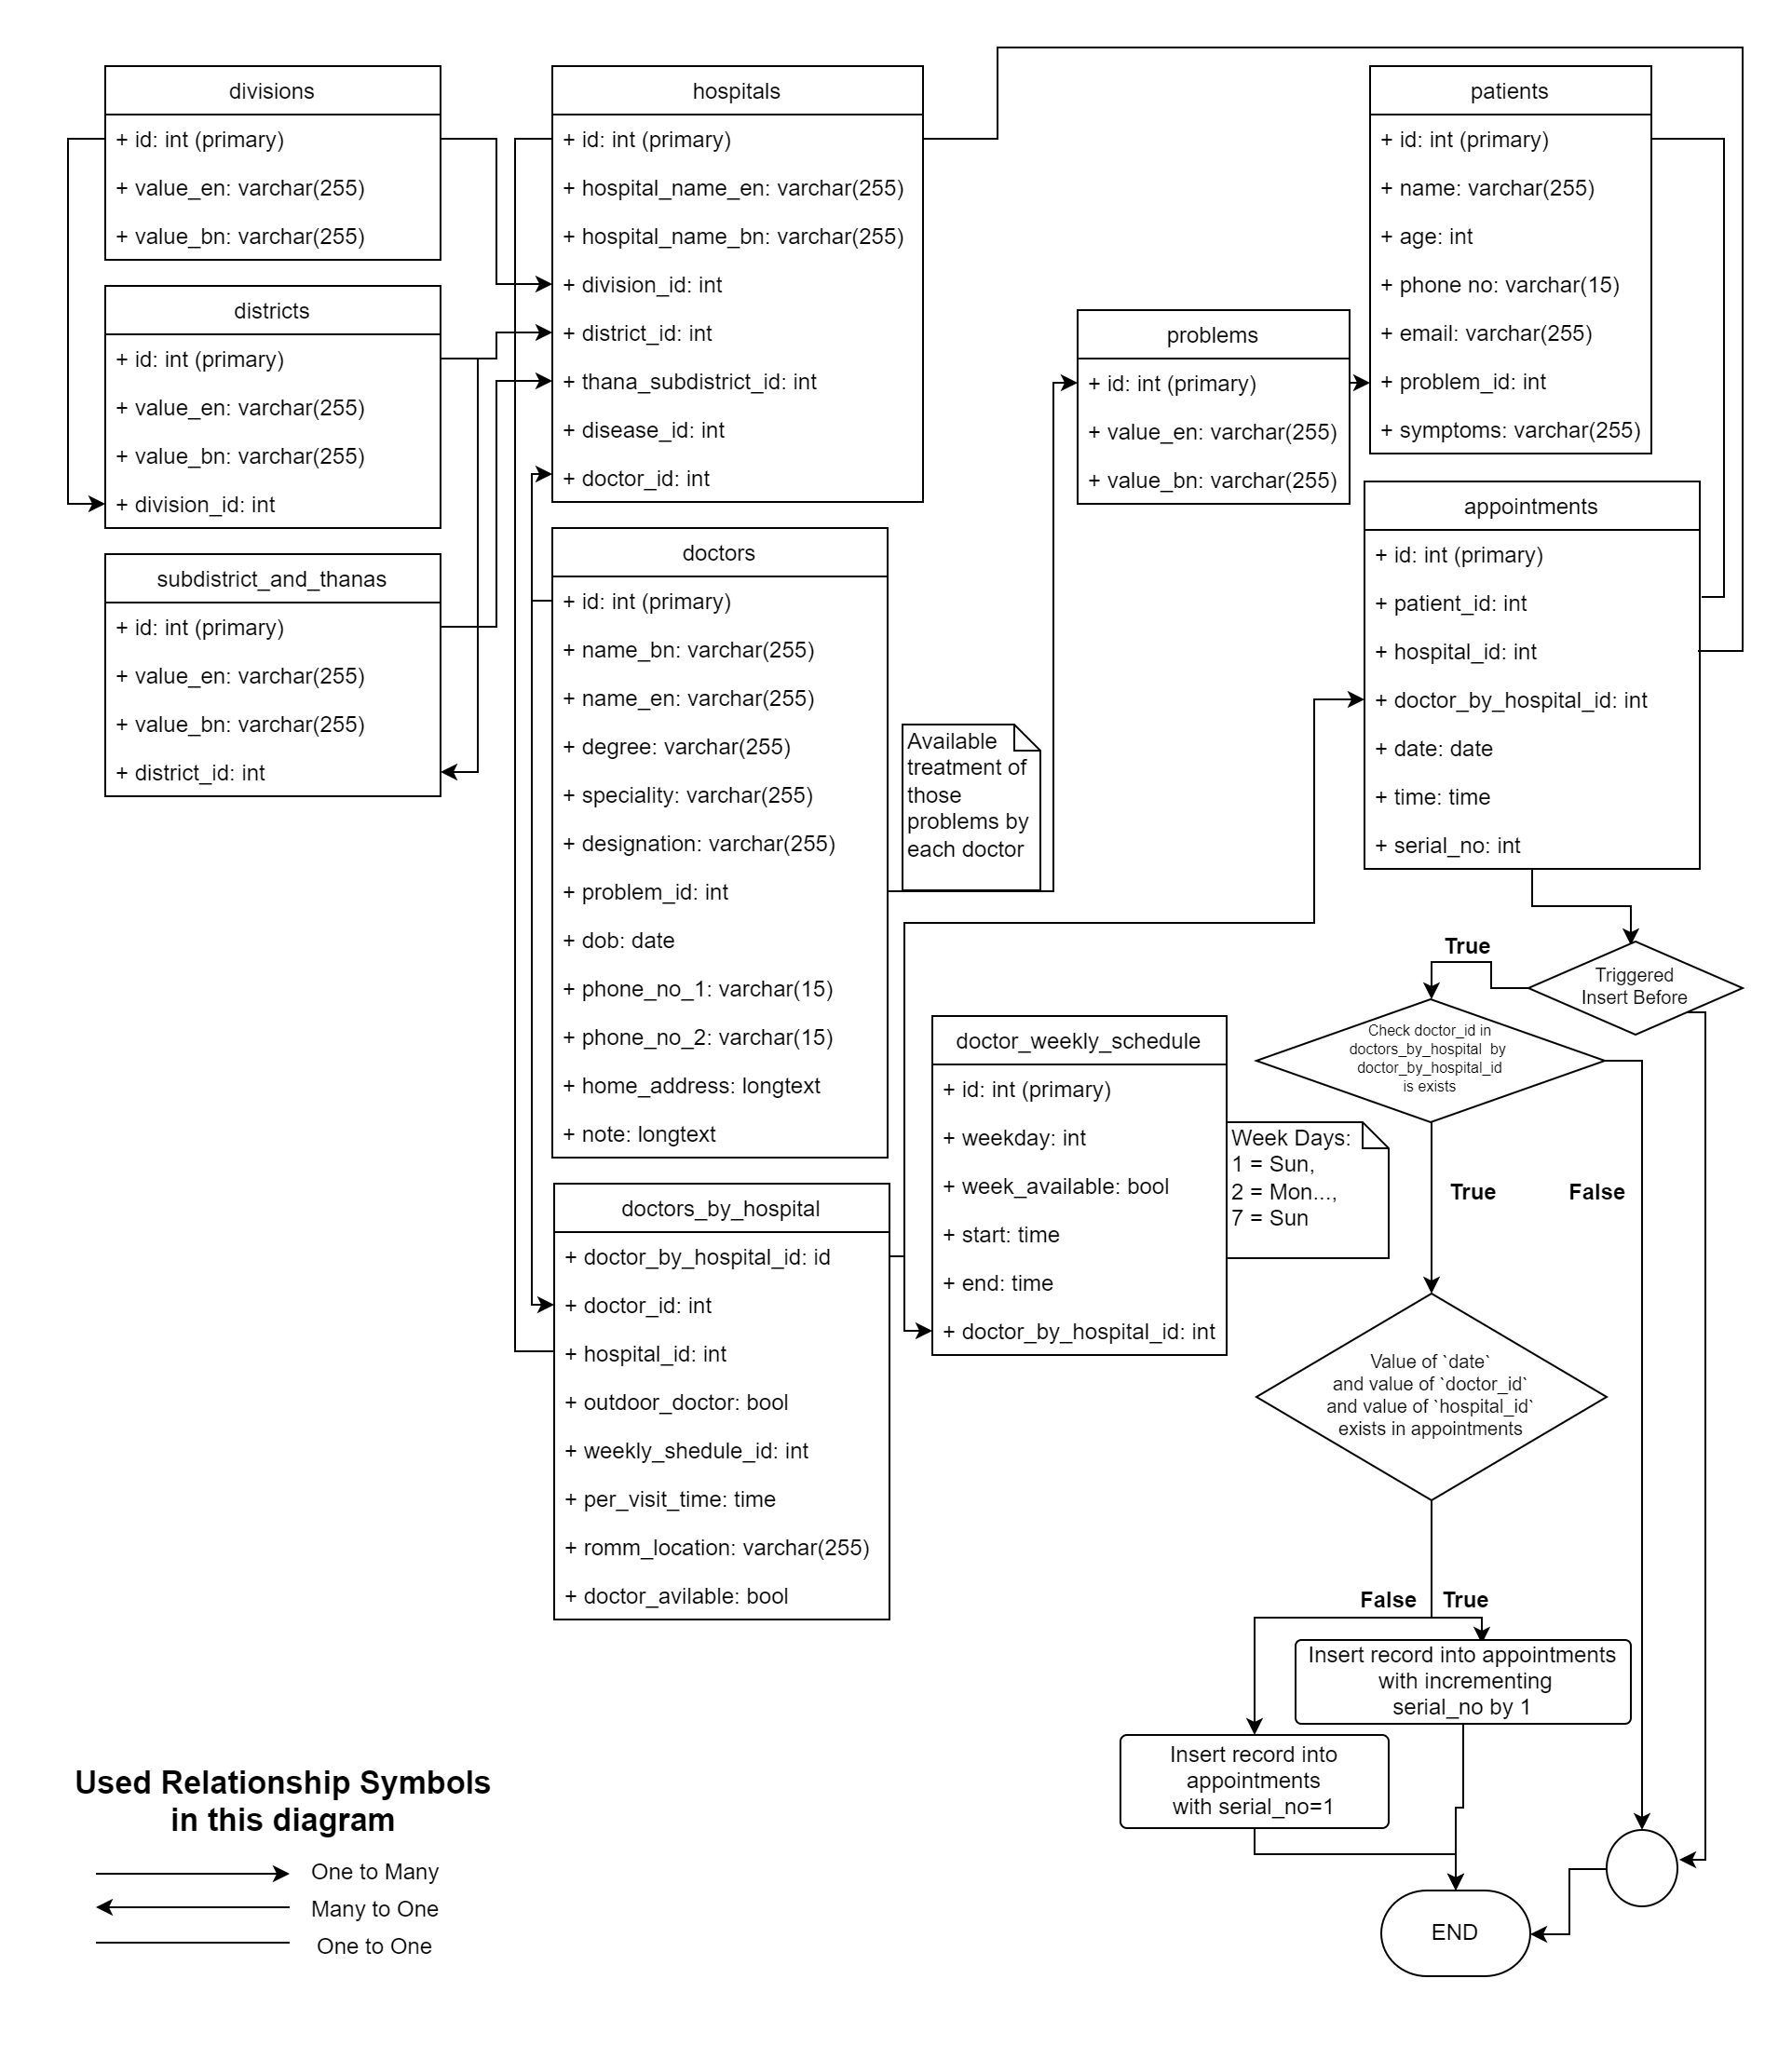 divisions
+ id: int (primary)
+ value_en: varchar(255)
+ value_bn: varchar(255)
districts
+ id: int (primary)
+ value_en: varchar(255)
+ value_bn: varchar(255)
+ division_id: int
subdistrict_and_thanas
+ id: int (primary)
+ value_en: varchar(255)
+ value_bn: varchar(255)
+ district_id: int
hospitals
+ id: int (primary)
+ hospital_name_en: varchar(255)
+ hospital_name_bn: varchar(255)
+ division_id: int
+ district_id: int
+ thana_subdistrict_id: int
+ disease_id: int
+ doctor_id: int
doctors
+ id: int (primary)
+ name_bn: varchar(255)
+ name_en: varchar(255)
+ degree: varchar(255)
+ speciality: varchar(255)
+ designation: varchar(255)
+ problem_id: int
+ dob: date
+ phone_no_1: varchar(15)
+ phone_no_2: varchar(15)
+ home_address: longtext
+ note: longtext
Available
treatment of
those
problems by
each doctor
doctors_by_hospital
+ doctor_by_hospital_id: id
+ doctor_id: int
+ hospital_id: int
+ outdoor_doctor: bool
+ weekly_shedule_id: int
+ per_visit_time: time
+ romm_location: varchar(255)
+ doctor_avilable: bool
problems
+ id: int (primary)
+ value_en: varchar(255)
+ value_bn: varchar(255)
patients
+ id: int (primary)
+ name: varchar(255)
+ age: int
+ phone no: varchar(15)
+ email: varchar(255)
+ problem_id: int
+ symptoms: varchar(255)
appointments
+ id: int (primary)
+ patient_id: int
+ hospital_id: int
+ doctor_by_hospital_id: int
+ date: date
+ time: time
+ serial_no: int
doctor_weekly_schedule
+ id: int (primary)
+ weekday: int
+ week_available: bool
+ start: time
+ end: time
+ doctor_by_hospital_id: int
Week Days:
1 = Sun,
2 = Mon...,
7 = Sun
Triggered
Insert Before
True
Check doctor_id in
doctors_by_hospital by
doctor_by_hospital_id
is exists
True
False
Value of `date`
and value of `doctor_id`
and value of `hospital_id`
exists in appointments
False
True
Insert record into appointments
with incrementing
serial_no by 1
Insert record into
appointments
with serial_no=1
END
Used Relationship Symbols
in this diagram
One to Many
Many to One
One to One